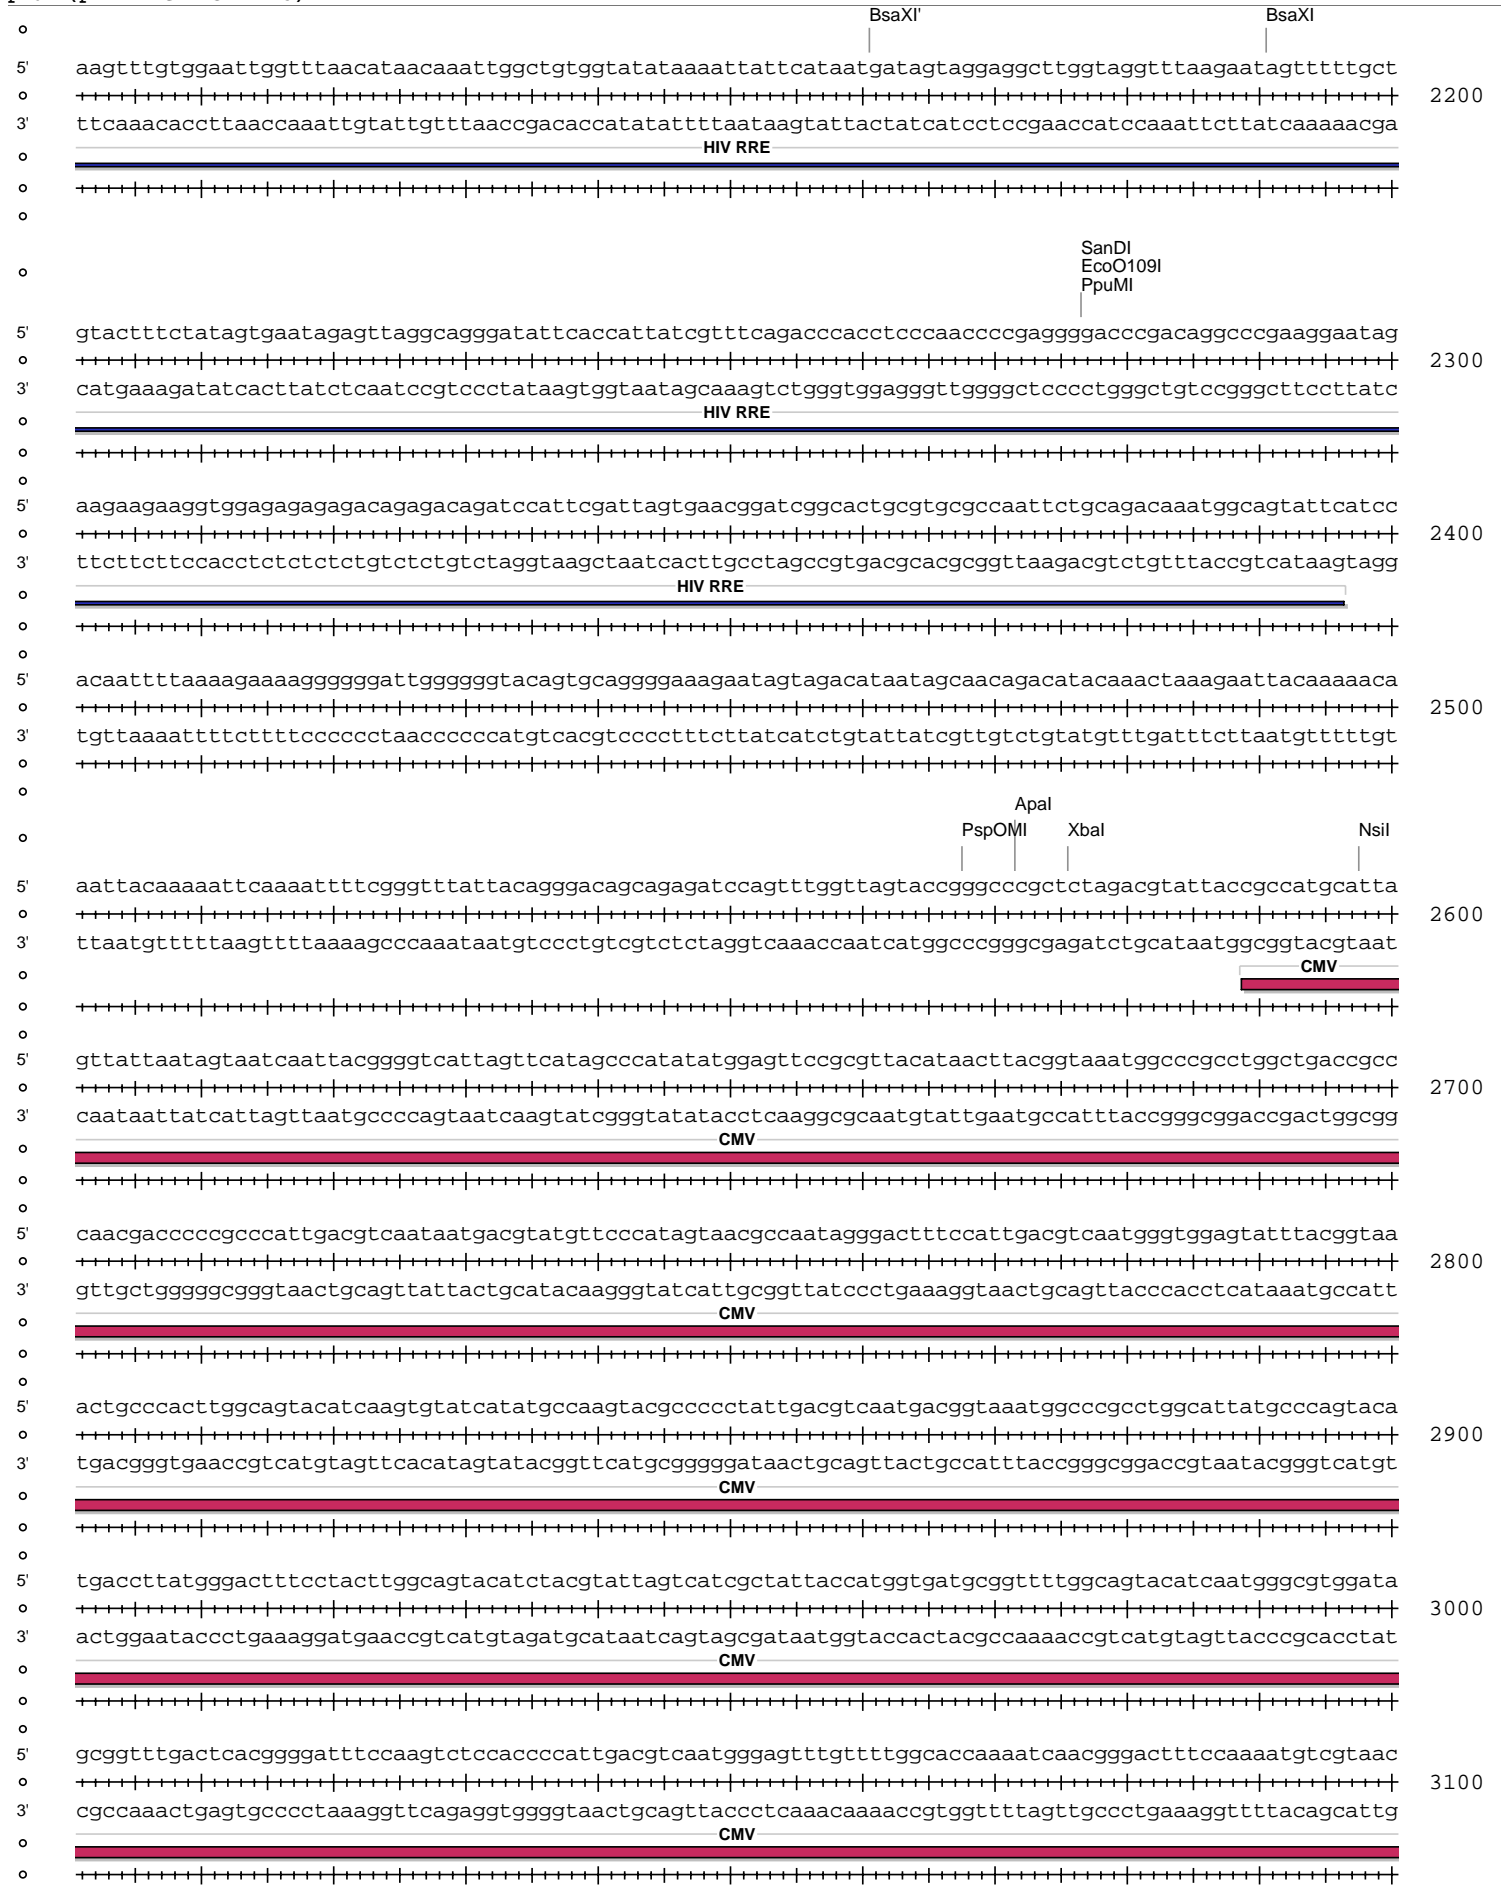 BsaXI' BsaXI
5' aagtttgtggaattggtttaacataacaaattggctgtggtatataaaattattcataatgatagtaggaggcttggtaggtttaagaatagtttttgct
2200
3' ttcaaacaccttaaccaaattgtattgtttaaccgacaccatatattttaataagtattactatcatcctccgaaccatccaaattcttatcaaaaacga
HIV RRE
SanDI
EcoO109I
PpuMI
5' gtactttctatagtgaatagagttaggcagggatattcaccattatcgtttcagacccacctcccaaccccgaggggacccgacaggcccgaaggaatag
2300
3' catgaaagatatcacttatctcaatccgtccctataagtggtaatagcaaagtctgggtggagggttggggctcccctgggctgtccgggcttccttatc
HIV RRE
5' aagaagaaggtggagagagagacagagacagatccattcgattagtgaacggatcggcactgcgtgcgccaattctgcagacaaatggcagtattcatcc
2400
3' ttcttcttccacctctctctctgtctctgtctaggtaagctaatcacttgcctagccgtgacgcacgcggttaagacgtctgtttaccgtcataagtagg
HIV RRE
5' acaattttaaaagaaaaggggggattggggggtacagtgcaggggaaagaatagtagacataatagcaacagacatacaaactaaagaattacaaaaaca
2500
3' tgttaaaattttcttttcccccctaaccccccatgtcacgtcccctttcttatcatctgtattatcgttgtctgtatgtttgatttcttaatgtttttgt
ApaI
PspOMI XbaI NsiI
5' aattacaaaaattcaaaattttcgggtttattacagggacagcagagatccagtttggttagtaccgggcccgctctagacgtattaccgccatgcatta
2600
3' ttaatgtttttaagttttaaaagcccaaataatgtccctgtcgtctctaggtcaaaccaatcatggcccgggcgagatctgcataatggcggtacgtaat
CMV
5' gttattaatagtaatcaattacggggtcattagttcatagcccatatatggagttccgcgttacataacttacggtaaatggcccgcctggctgaccgcc
2700
3' caataattatcattagttaatgccccagtaatcaagtatcgggtatatacctcaaggcgcaatgtattgaatgccatttaccgggcggaccgactggcgg
CMV
5' caacgacccccgcccattgacgtcaataatgacgtatgttcccatagtaacgccaatagggactttccattgacgtcaatgggtggagtatttacggtaa
2800
3' gttgctgggggcgggtaactgcagttattactgcatacaagggtatcattgcggttatccctgaaaggtaactgcagttacccacctcataaatgccatt
CMV
5' actgcccacttggcagtacatcaagtgtatcatatgccaagtacgccccctattgacgtcaatgacggtaaatggcccgcctggcattatgcccagtaca
2900
3' tgacgggtgaaccgtcatgtagttcacatagtatacggttcatgcgggggataactgcagttactgccatttaccgggcggaccgtaatacgggtcatgt
CMV
5' tgaccttatgggactttcctacttggcagtacatctacgtattagtcatcgctattaccatggtgatgcggttttggcagtacatcaatgggcgtggata
3000
3' actggaataccctgaaaggatgaaccgtcatgtagatgcataatcagtagcgataatggtaccactacgccaaaaccgtcatgtagttacccgcacctat
CMV
5' gcggtttgactcacggggatttccaagtctccaccccattgacgtcaatgggagtttgttttggcaccaaaatcaacgggactttccaaaatgtcgtaac
3100
3' cgccaaactgagtgcccctaaaggttcagaggtggggtaactgcagttaccctcaaacaaaaccgtggttttagttgccctgaaaggttttacagcattg
CMV